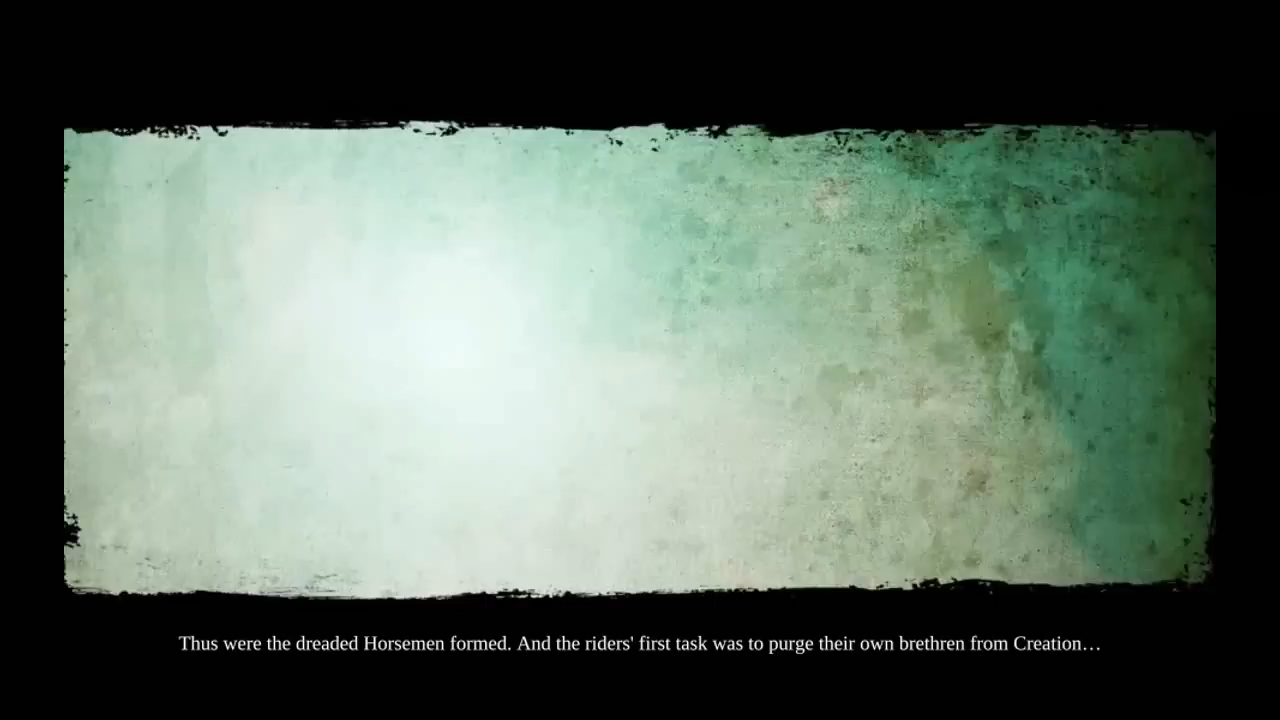 Thus were the dreaded Horsemen formed. And the riders' first task was to purge their own brethren from Creation…